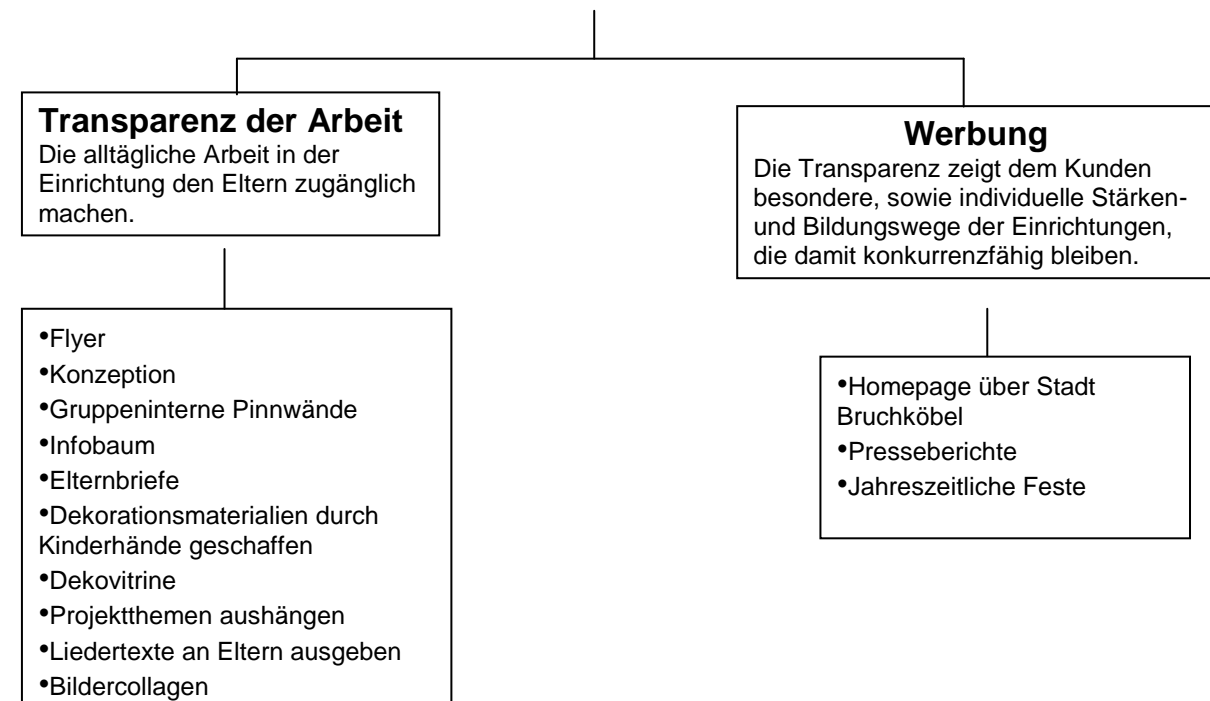 Transparenz der Arbeit
Die alltägliche Arbeit in der
Einrichtung den Eltern zugänglich
machen.
Werbung
Die Transparenz zeigt dem Kunden
besondere, sowie individuelle Stärken-
und Bildungswege der Einrichtungen,
die damit konkurrenzfähig bleiben.
•Flyer
•Konzeption
•Gruppeninterne Pinnwände
•Infobaum
•Elternbriefe
•Dekorationsmaterialien durch
Kinderhände geschaffen
•Dekovitrine
•Projektthemen aushängen
•Liedertexte an Eltern ausgeben
•Bildercollagen
•Homepage über Stadt
Bruchköbel
•Presseberichte
•Jahreszeitliche Feste